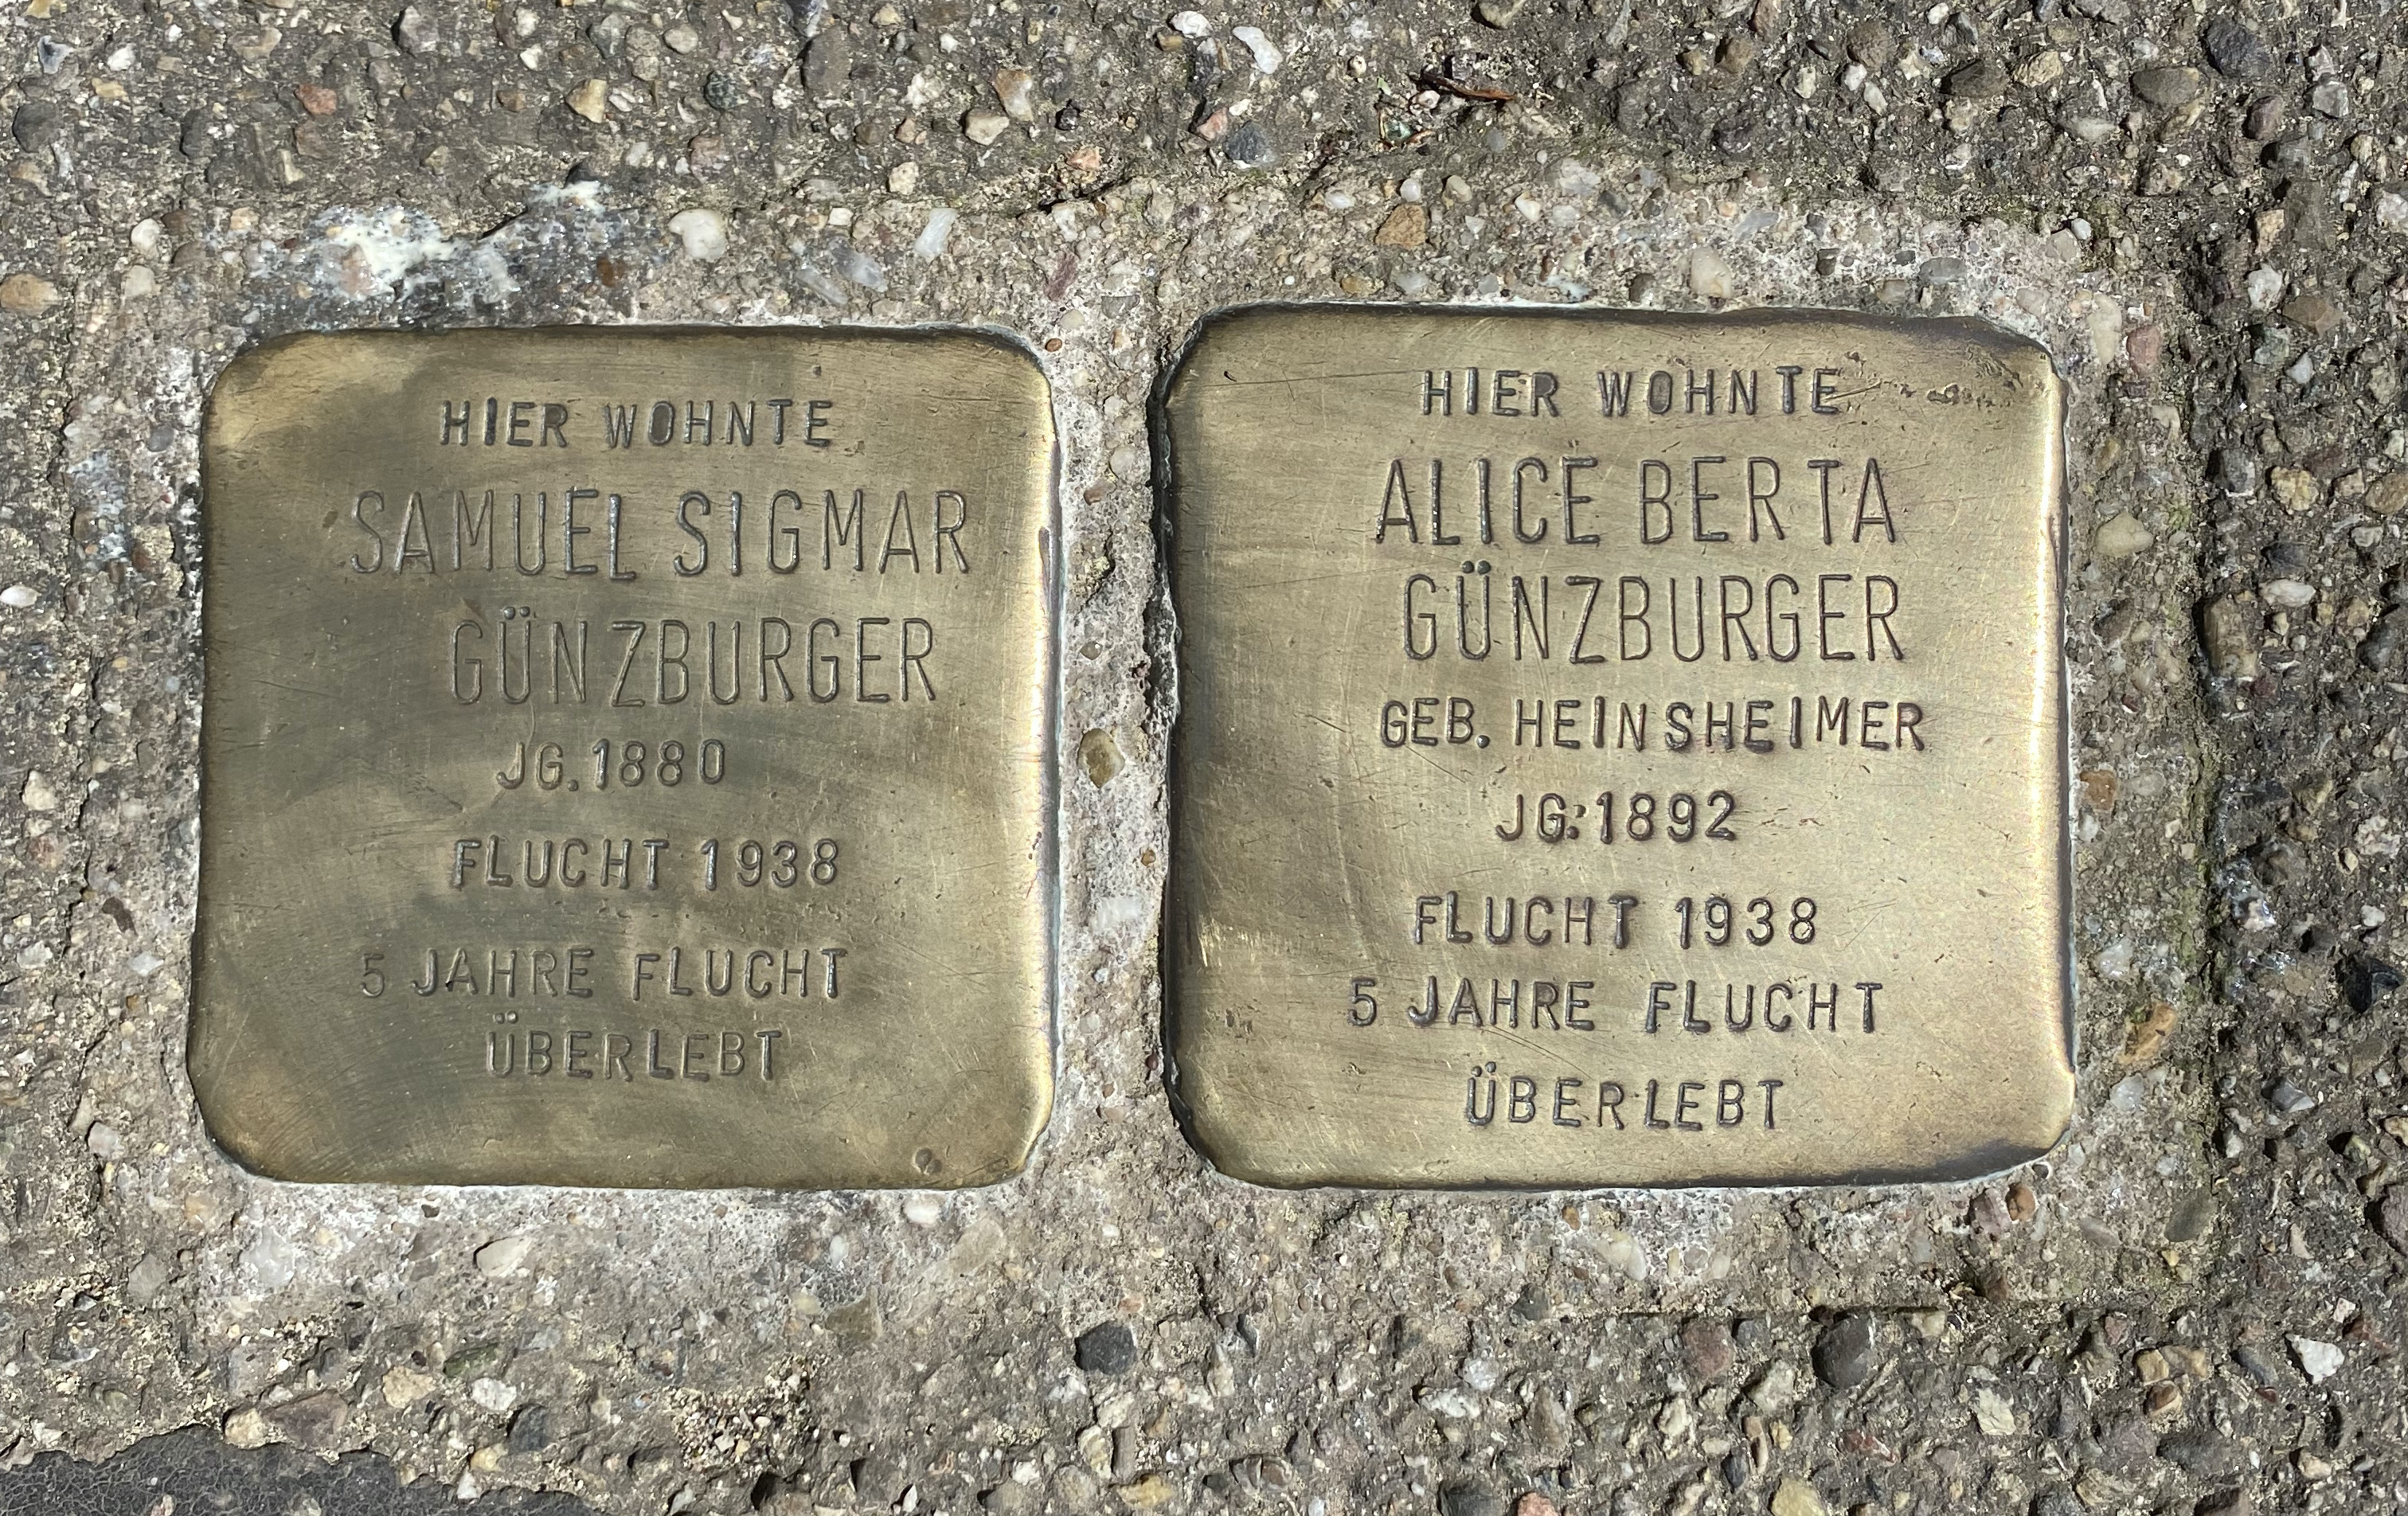 HIER WOHNTE
SAMUEL SIGMAR
GÜNZBURGER
JG. 1880
FLUCHT 1938
5 JAHRE FLUCHT
ÜBERLEBT
HIER WOHNTE
ALICE BERTA
GÜNZBURGER
GEB. HEINSHEIMER
JG. 1892
FLUCHT 1938
5 JAHRE FLUCHT
ÜBERLEBT